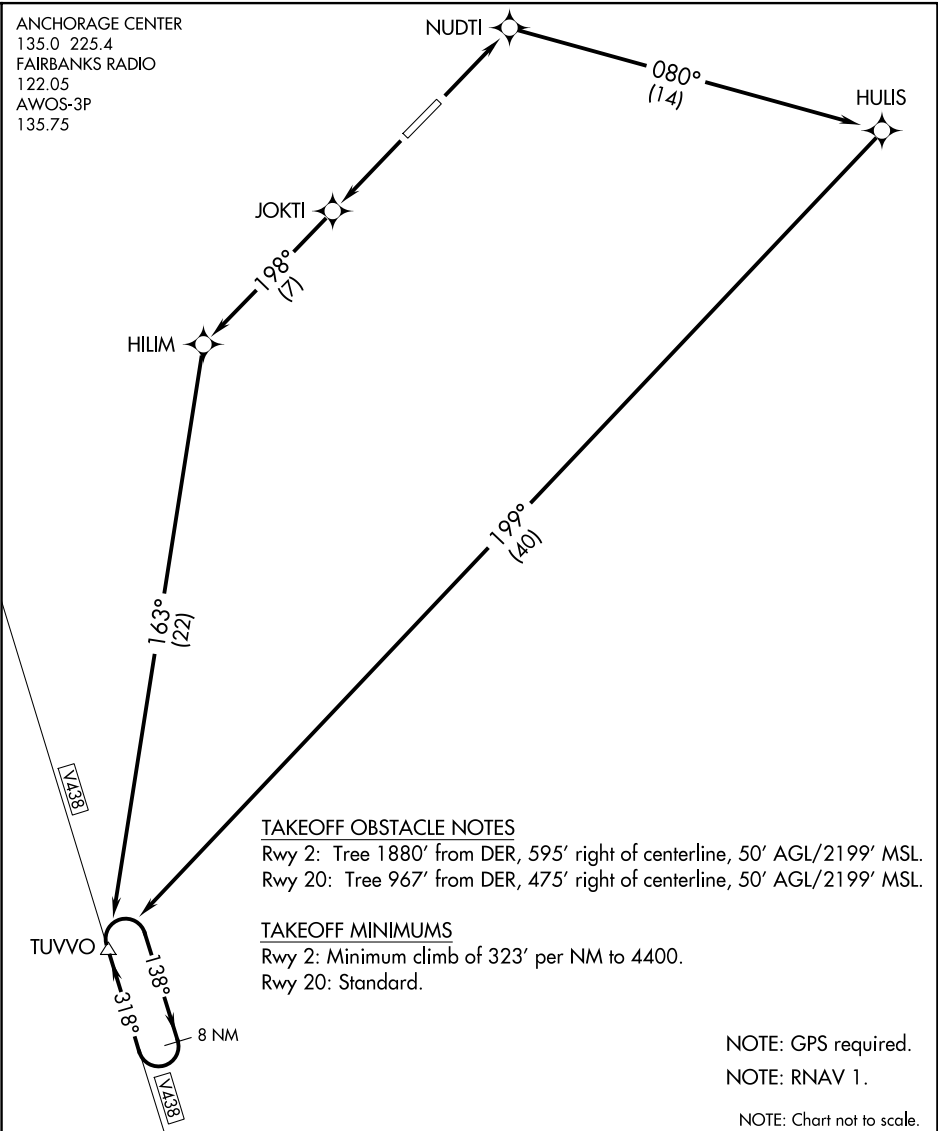 ANCHORAGE CENTER
135.0 225.4
FAIRBANKS RADIO
122.05
AWOS-3P
135.75
NUDTI
080°
(14)
HULIS
JOKTI
198°
(7)
HILIM
199°
(40)
163°
(22)
V438
TAKEOFF OBSTACLE NOTES
Rwy 2: Tree 1880' from DER, 595' right of centerline, 50' AGL/2199' MSL.
Rwy 20: Tree 967' from DER, 475' right of centerline, 50' AGL/2199' MSL.
TAKEOFF MINIMUMS
Rwy 2: Minimum climb of 323' per NM to 4400.
Rwy 20: Standard.
TUVVO
138°
318°
8 NM
V438
NOTE: GPS required.
NOTE: RNAV 1.
NOTE: Chart not to scale.